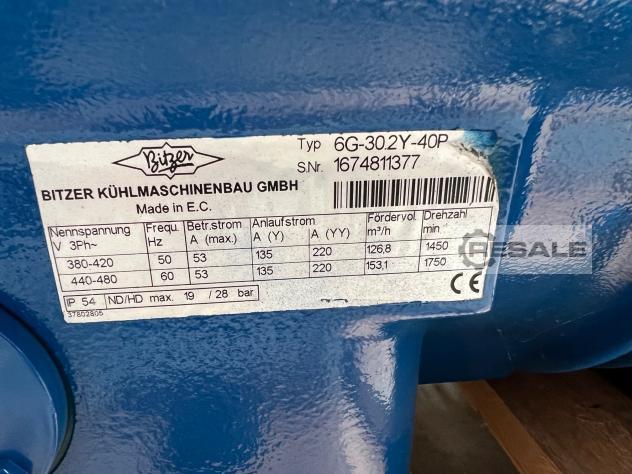 Bitzer
Typ 6G-30.2Y-40P
S.Nr. 1674811377
BITZER KÜHLMASCHINENBAU GMBH
Made in E.C.
Nennspannung Frequ. Betr.strom Anlaufstrom Fördervol. Drehzahl
V 3Ph~ Hz A (max.) A (Y) A (YY) m³/h min
380-420 50 53 135 220 126,8 1450
440-480 60 53 135 220 153,1 1750
IP 54 ND/HD max. 19 / 28 bar
CE
37802805
RESALE